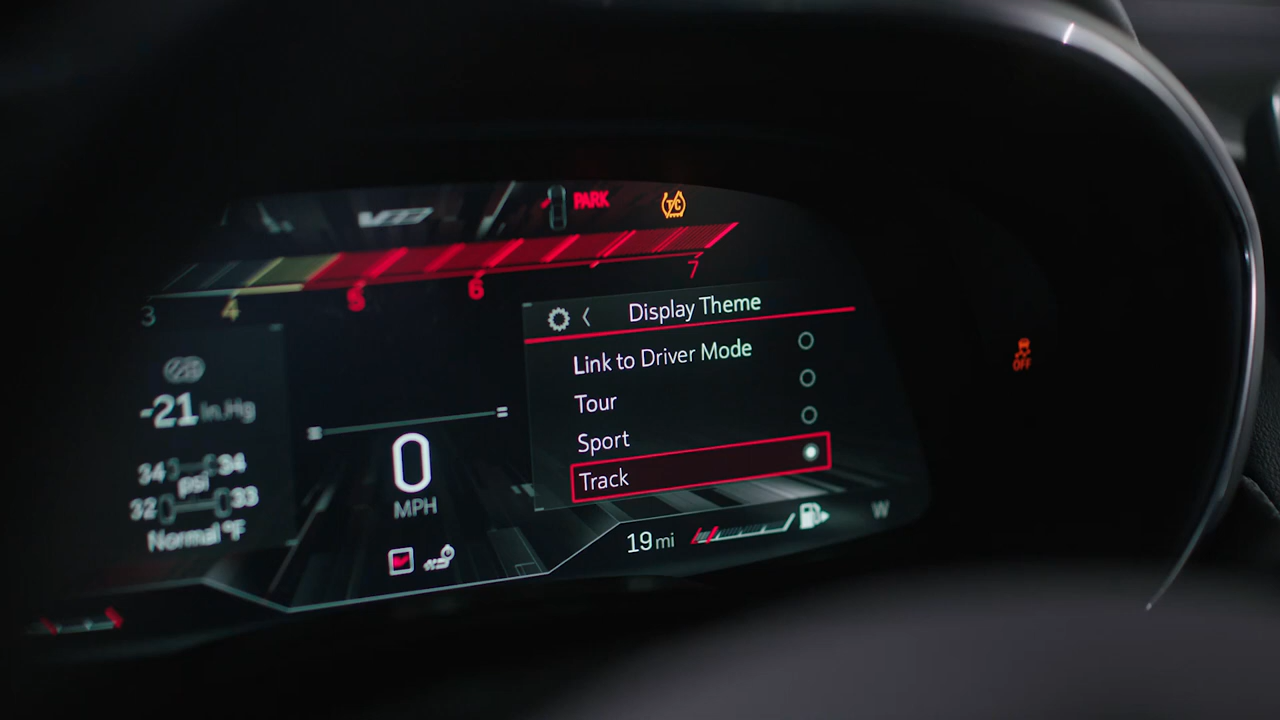 PARK
TC
3 4 5 6 7
Display Theme
Link to Driver Mode
Tour
Sport
Track
-21 In.Hg
34 34
psi
32 33
Normal °F
0
MPH
19 mi
W
OFF